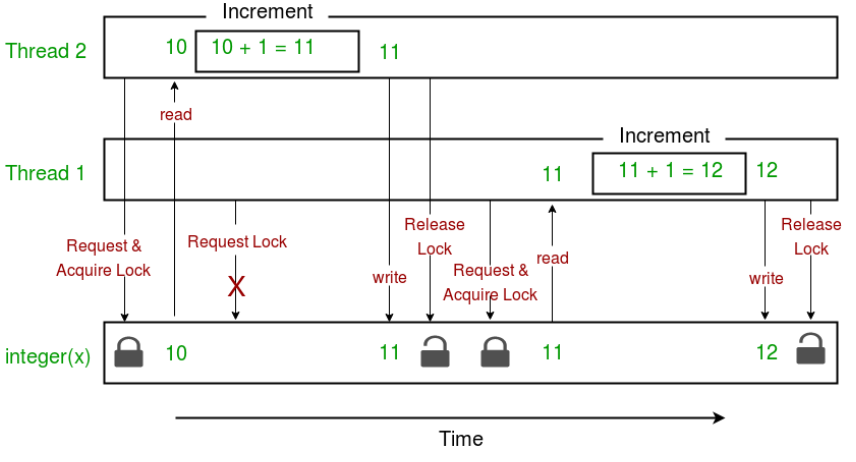 Increment
Thread 2
10
10 + 1 = 11
11
read
Increment
Thread 1
11
11 + 1 = 12
12
Request &
Acquire Lock
Request Lock
X
write
Release
Lock
Request &
Acquire Lock
read
write
Release
Lock
integer(x)
10
11
11
12
Time